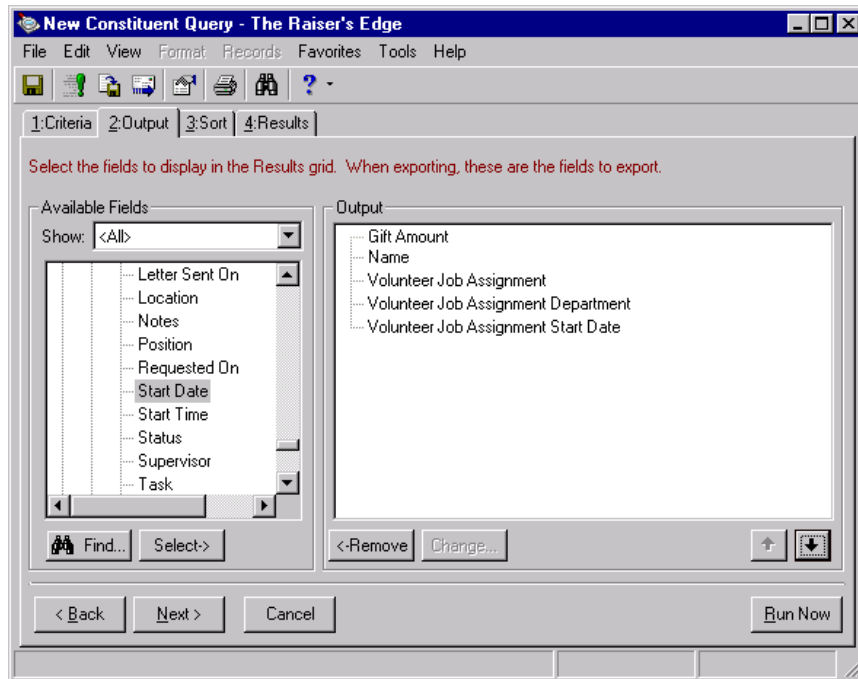 New Constituent Query - The Raiser's Edge
File Edit View Format Records Favorites Tools Help
1:Criteria 2:Output 3:Sort 4:Results
Select the fields to display in the Results grid. When exporting, these are the fields to export.
Available Fields
Show: <All>
Letter Sent On
Location
Notes
Position
Requested On
Start Date
Start Time
Status
Supervisor
Task
Find... Select->
Output
Gift Amount
Name
Volunteer Job Assignment
Volunteer Job Assignment Department
Volunteer Job Assignment Start Date
<-Remove Change...
< Back Next > Cancel Run Now